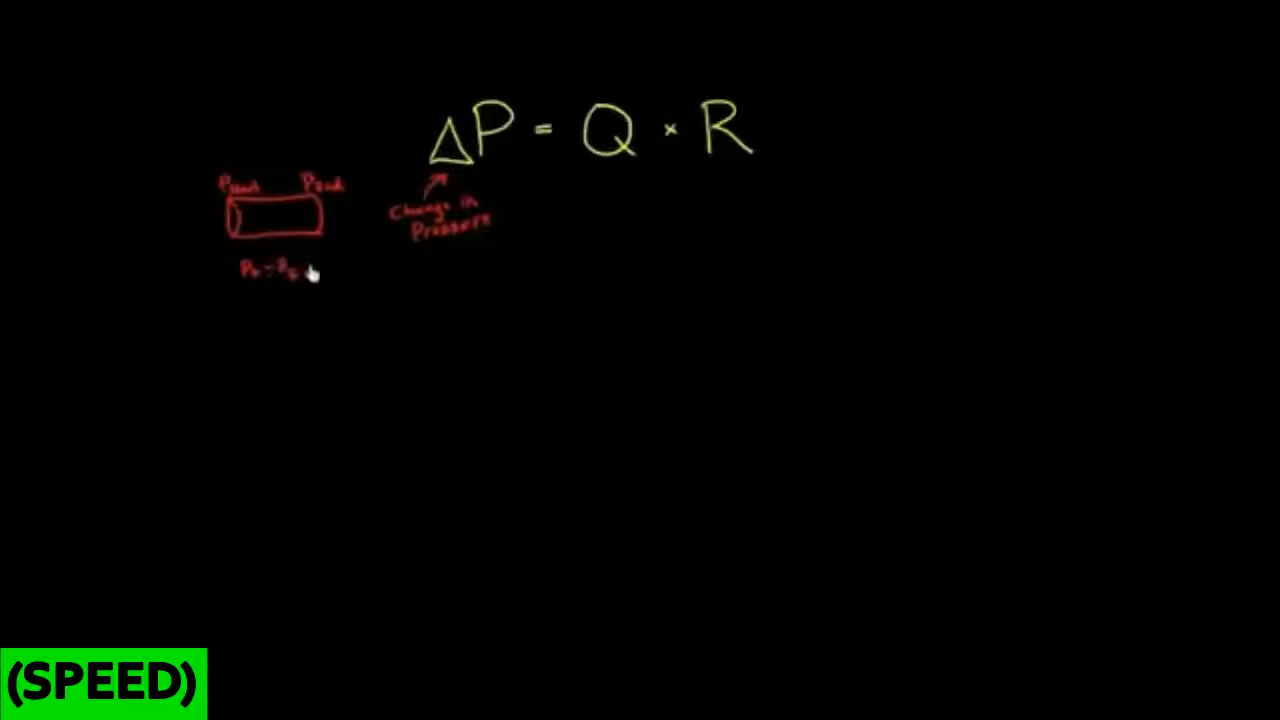 ΔP = Q × R
Pstart Pend
Change in
Pressure
(SPEED)